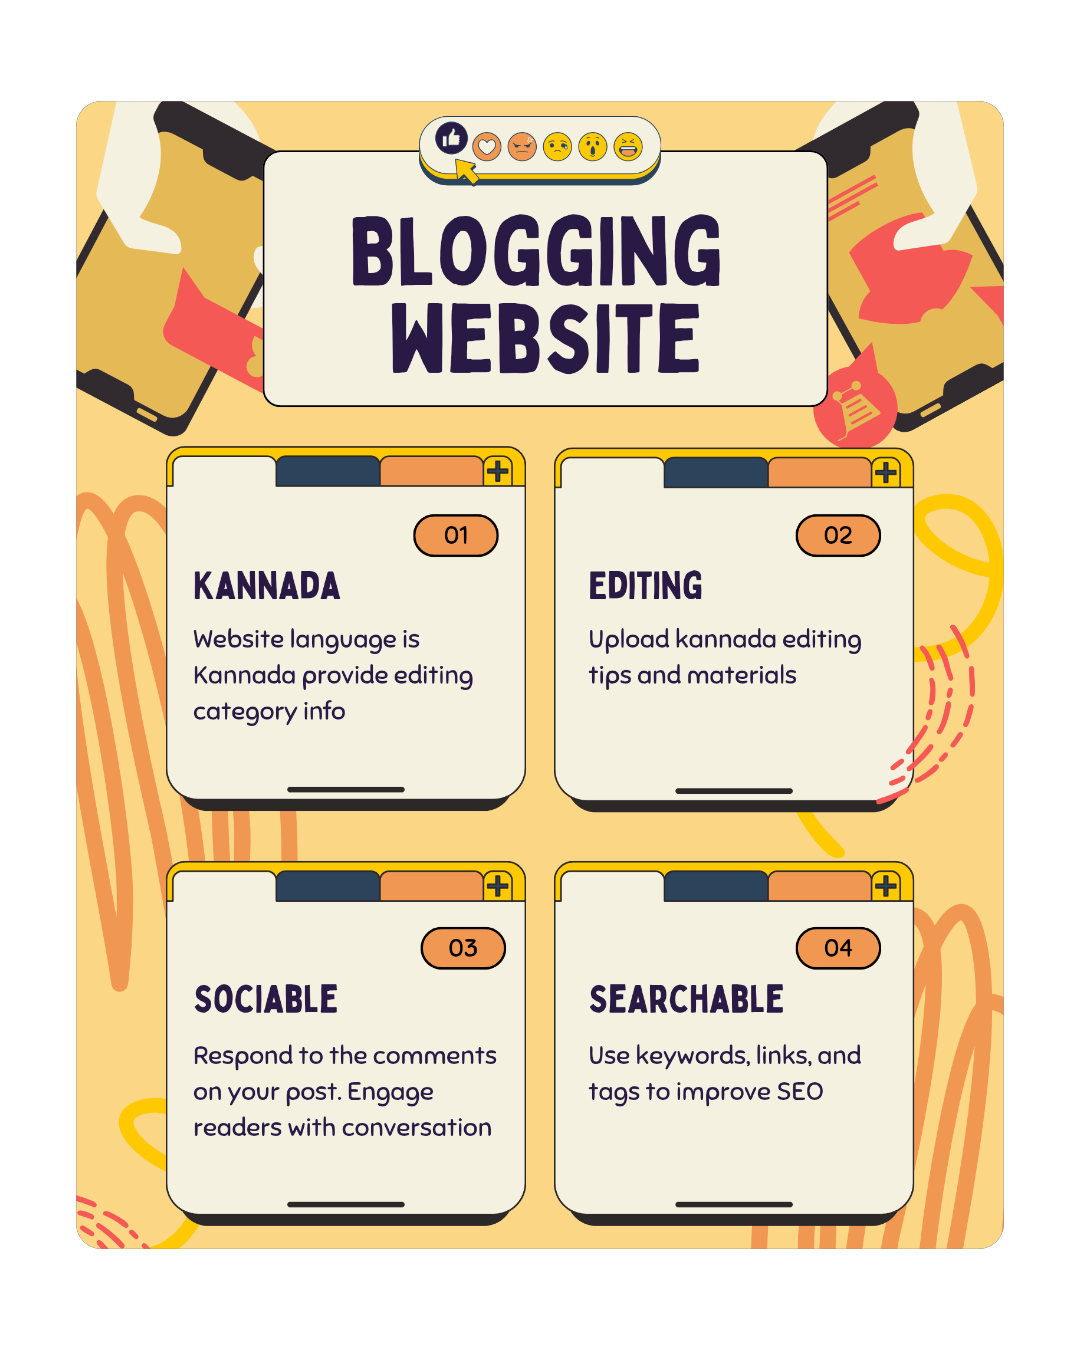 BLOGGING
WEBSITE
01
KANNADA
Website language is
Kannada provide editing
category info
02
EDITING
Upload kannada editing
tips and materials
03
SOCIABLE
Respond to the comments
on your post. Engage
readers with conversation
04
SEARCHABLE
Use keywords, links, and
tags to improve SEO